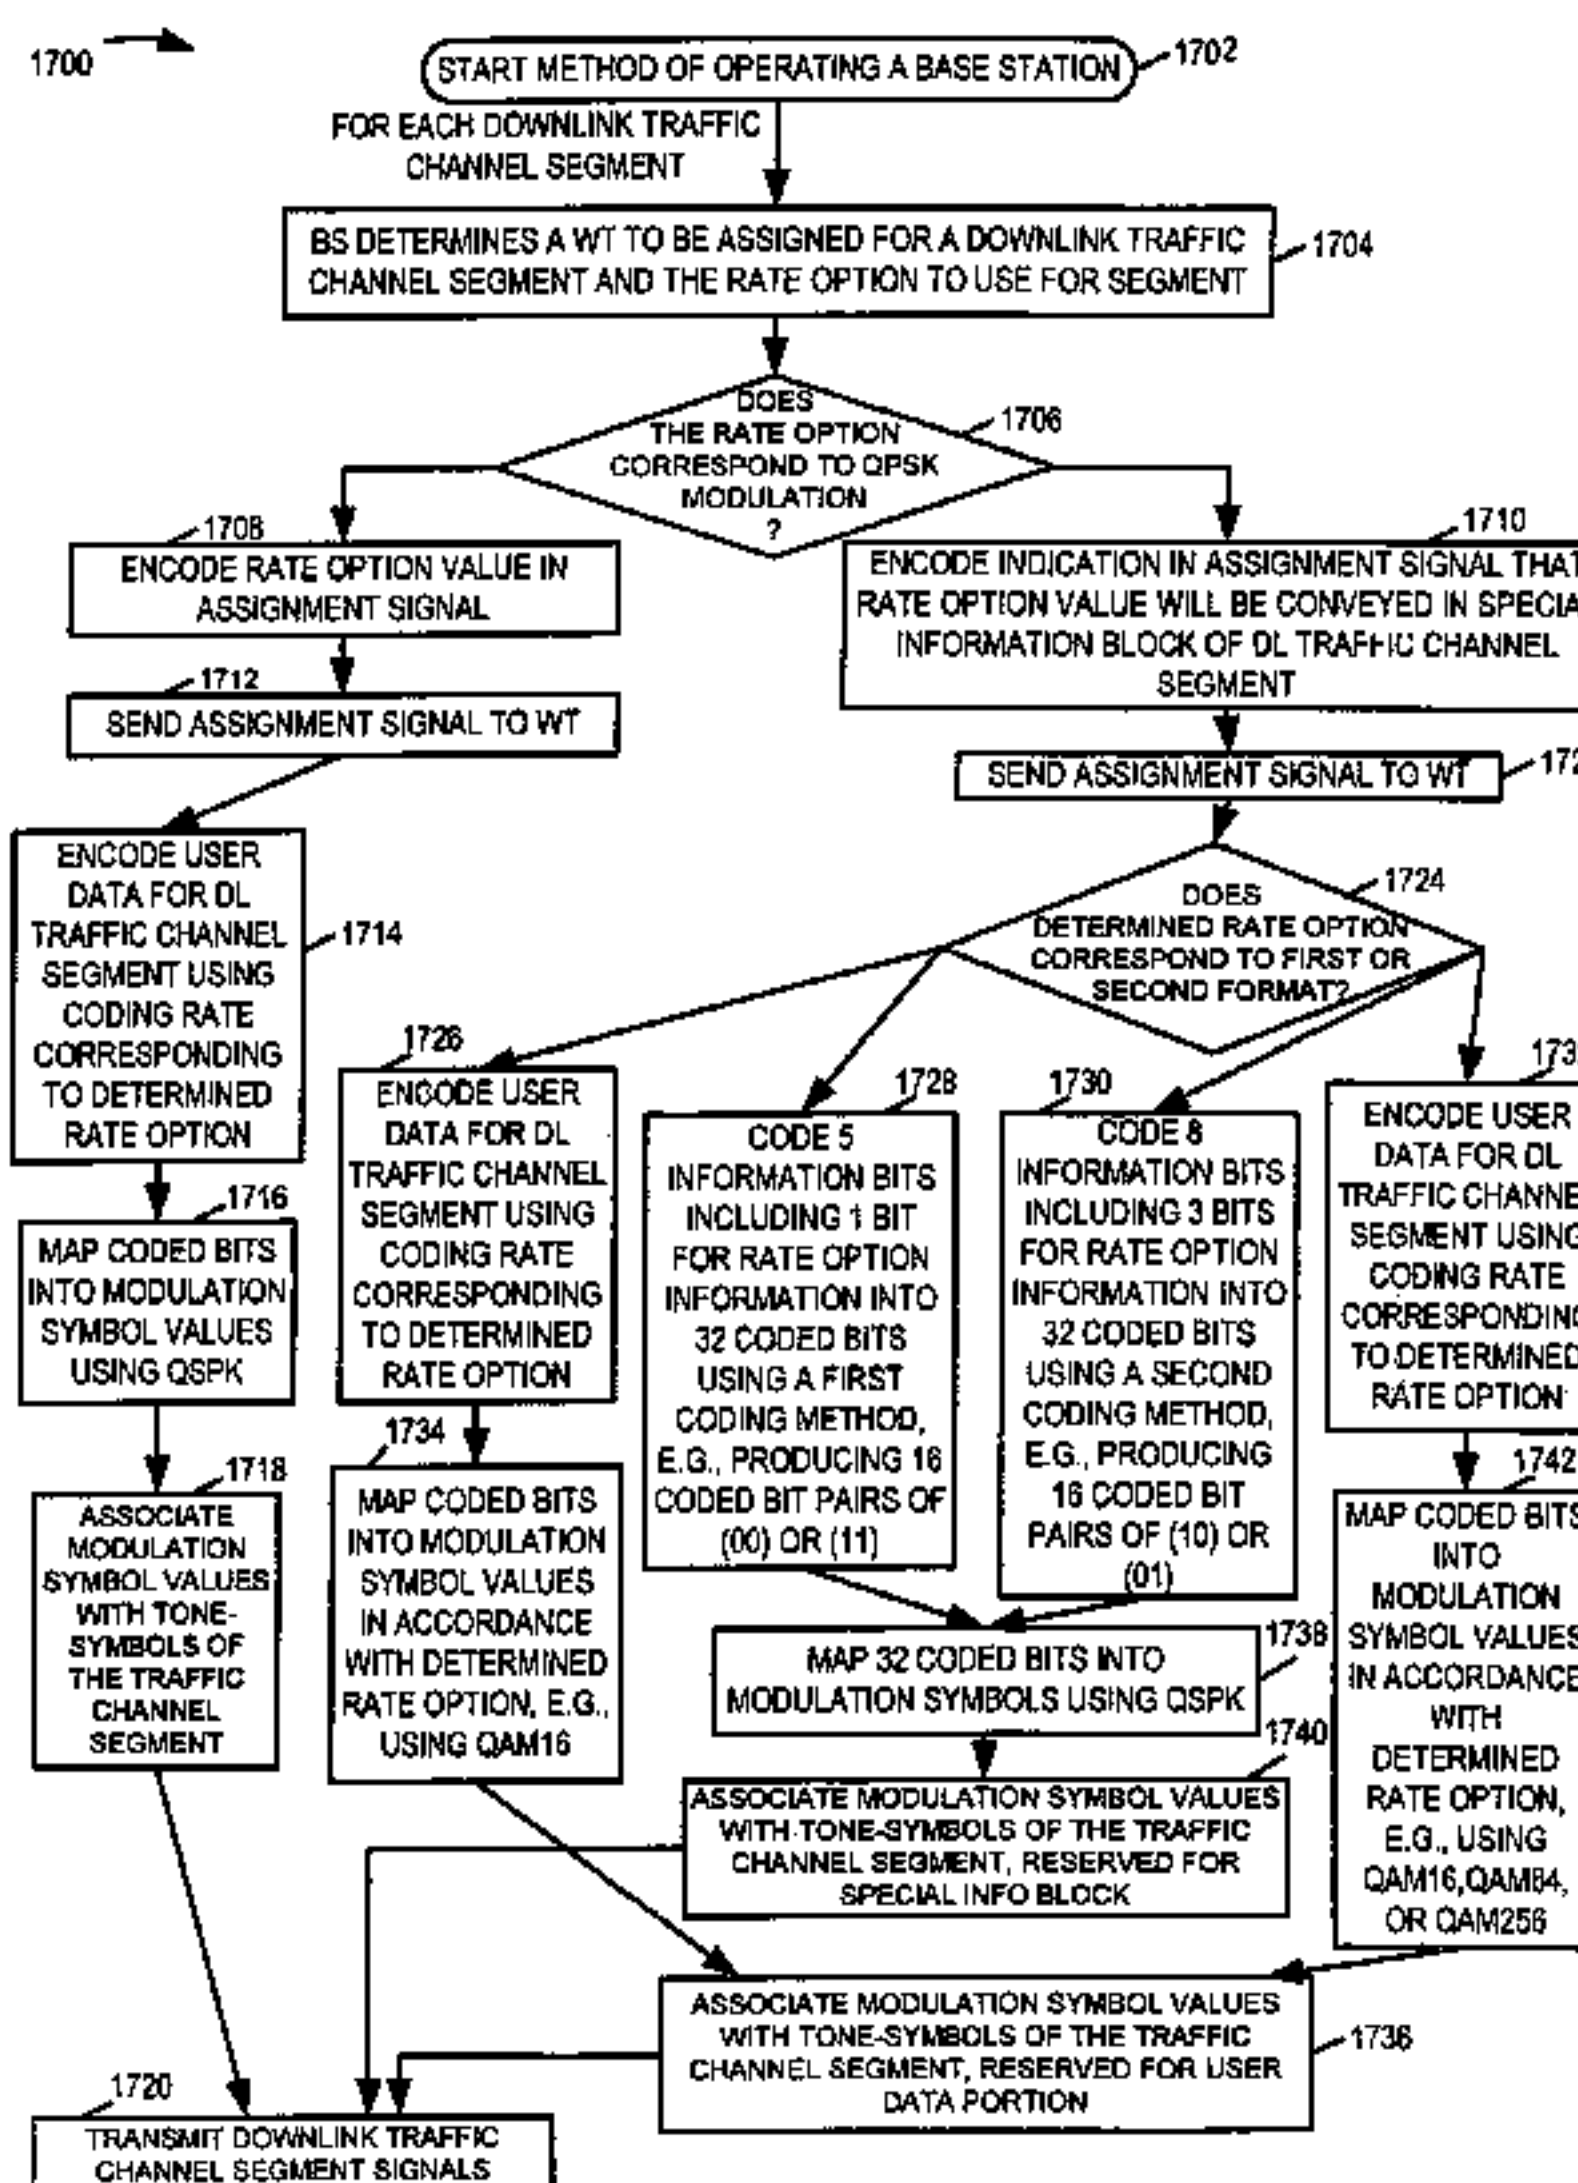 1700
START METHOD OF OPERATING A BASE STATION
1702
FOR EACH DOWNLINK TRAFFIC
CHANNEL SEGMENT
BS DETERMINES A WT TO BE ASSIGNED FOR A DOWNLINK TRAFFIC
CHANNEL SEGMENT AND THE RATE OPTION TO USE FOR SEGMENT
1704
DOES
THE RATE OPTION
CORRESPOND TO QPSK
MODULATION
?
1706
1708
ENCODE RATE OPTION VALUE IN
ASSIGNMENT SIGNAL
1710
ENCODE INDICATION IN ASSIGNMENT SIGNAL THAT
RATE OPTION VALUE WILL BE CONVEYED IN SPECIA
INFORMATION BLOCK OF DL TRAFFIC CHANNEL
SEGMENT
1712
SEND ASSIGNMENT SIGNAL TO WT
SEND ASSIGNMENT SIGNAL TO WT
172
ENCODE USER
DATA FOR DL
TRAFFIC CHANNEL
SEGMENT USING
CODING RATE
CORRESPONDING
TO DETERMINED
RATE OPTION
1714
DOES
DETERMINED RATE OPTION
CORRESPOND TO FIRST OR
SECOND FORMAT?
1724
1726
ENCODE USER
DATA FOR DL
TRAFFIC CHANNEL
SEGMENT USING
CODING RATE
CORRESPONDING
TO DETERMINED
RATE OPTION
1728
CODE 5
INFORMATION BITS
INCLUDING 1 BIT
FOR RATE OPTION
INFORMATION INTO
32 CODED BITS
USING A FIRST
CODING METHOD,
E.G., PRODUCING 16
CODED BIT PAIRS OF
(00) OR (11)
1730
CODE 8
INFORMATION BITS
INCLUDING 3 BITS
FOR RATE OPTION
INFORMATION INTO
32 CODED BITS
USING A SECOND
CODING METHOD,
E.G., PRODUCING
16 CODED BIT
PAIRS OF (10) OR
(01)
173
ENCODE USER
DATA FOR DL
TRAFFIC CHANNE
SEGMENT USING
CODING RATE
CORRESPONDING
TO DETERMINED
RATE OPTION
1716
MAP CODED BITS
INTO MODULATION
SYMBOL VALUES
USING QSPK
1718
ASSOCIATE
MODULATION
SYMBOL VALUES
WITH TONE-
SYMBOLS OF
THE TRAFFIC
CHANNEL
SEGMENT
1734
MAP CODED BITS
INTO MODULATION
SYMBOL VALUES
IN ACCORDANCE
WITH DETERMINED
RATE OPTION, E.G.,
USING QAM16
1738
MAP 32 CODED BITS INTO
MODULATION SYMBOLS USING QSPK
1742
MAP CODED BITS
INTO
MODULATION
SYMBOL VALUES
IN ACCORDANCE
WITH
DETERMINED
RATE OPTION,
E.G., USING
QAM16,QAM64,
OR QAM256
1740
ASSOCIATE MODULATION SYMBOL VALUES
WITH TONE-SYMBOLS OF THE TRAFFIC
CHANNEL SEGMENT, RESERVED FOR
SPECIAL INFO BLOCK
ASSOCIATE MODULATION SYMBOL VALUES
WITH TONE-SYMBOLS OF THE TRAFFIC
CHANNEL SEGMENT, RESERVED FOR USER
DATA PORTION
1736
1720
TRANSMIT DOWNLINK TRAFFIC
CHANNEL SEGMENT SIGNALS